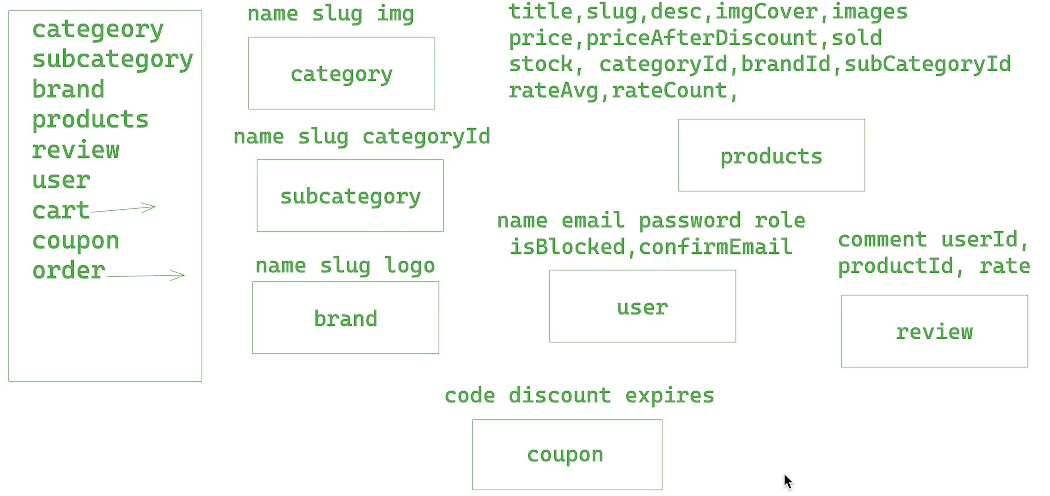 categeory
subcategory
brand
products
review
user
cart
coupon
order
name slug img
category
name slug categoryId
subcategory
name slug logo
brand
title,slug,desc,imgCover,images
price,priceAfterDiscount,sold
stock, categoryId,brandId,subCategoryId
rateAvg,rateCount,
products
name email password role
isBlocked,confirmEmail
user
comment userId,
productId, rate
review
code discount expires
coupon